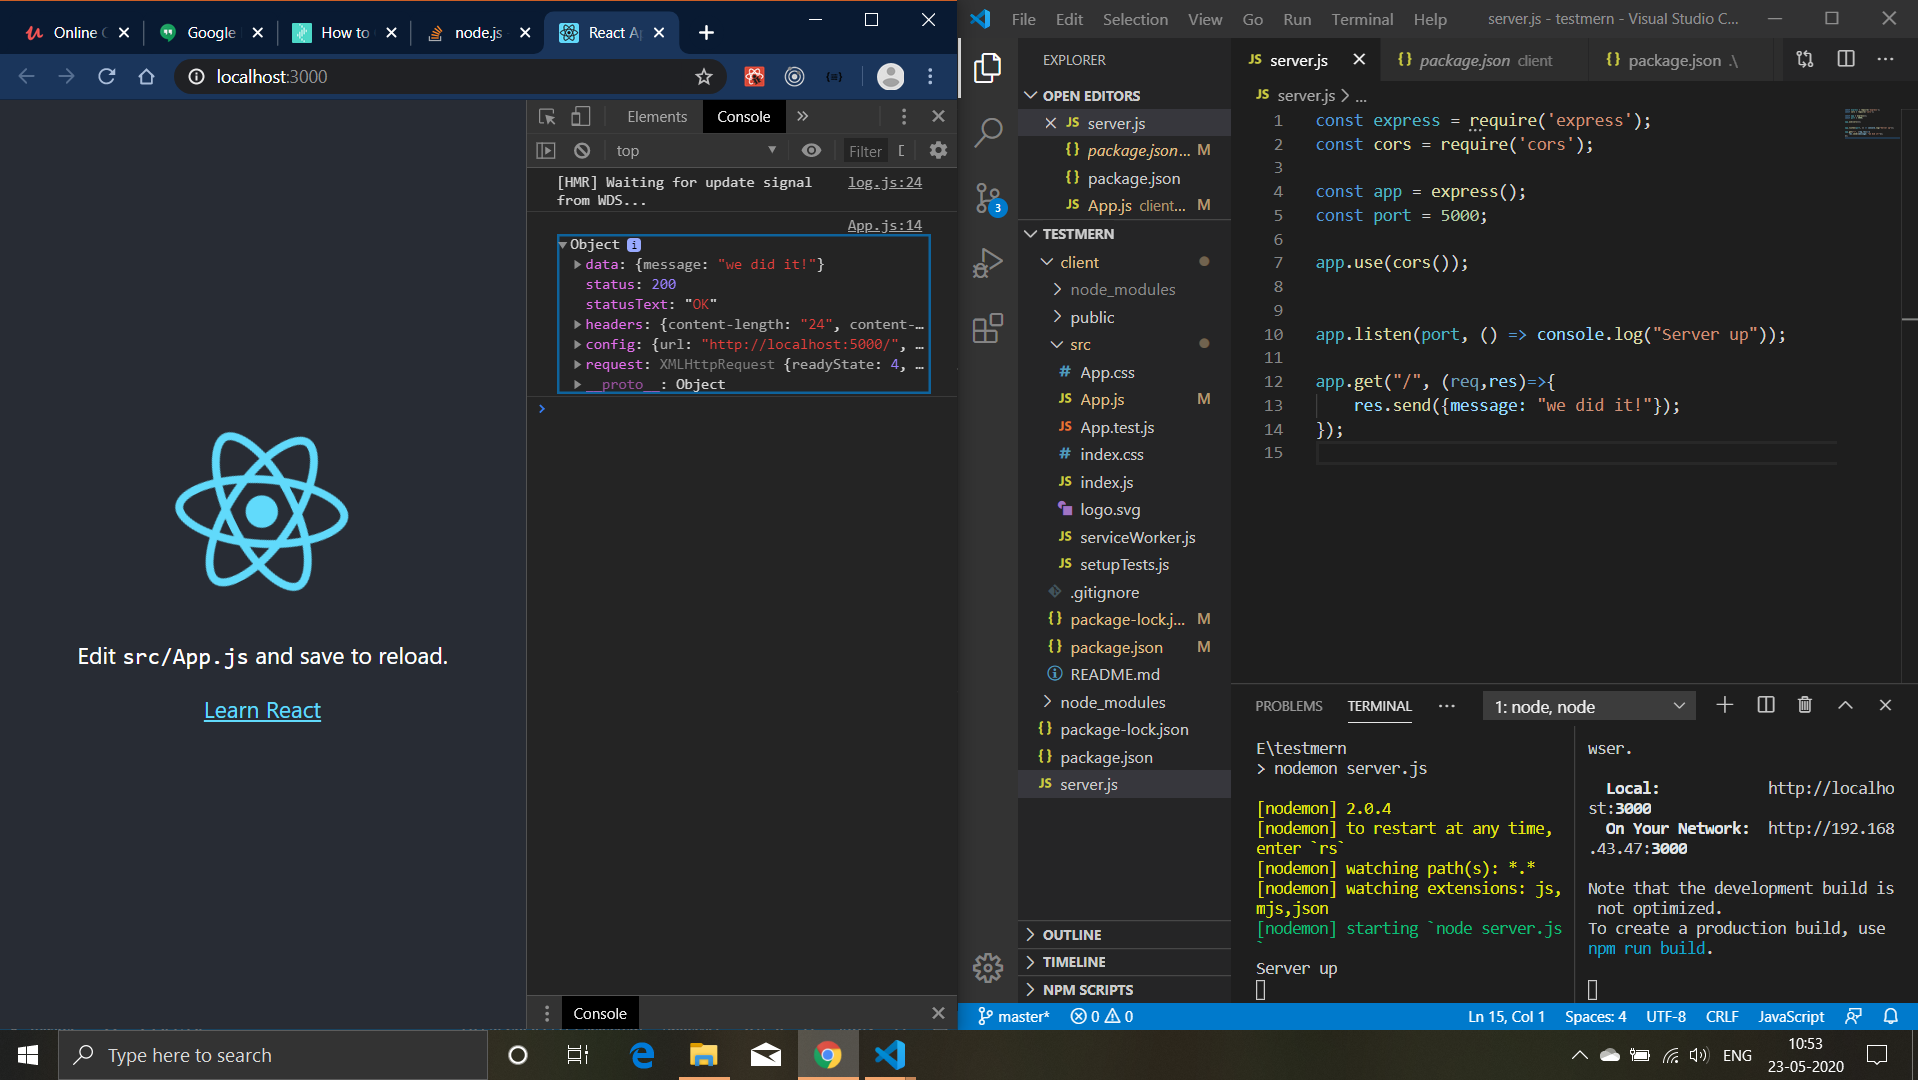 Online
Google
How to
node.js -
React Ap
localhost:3000
Elements
Console
top
Filter
[HMR] Waiting for update signal
from WDS...
log.js:24
App.js:14
Object i
data: {message: "we did it!"}
status: 200
statusText: "OK"
headers: {content-length: "24", content-…
config: {url: "http://localhost:5000/", …
request: XMLHttpRequest {readyState: 4, …
__proto__: Object
Edit src/App.js and save to reload.
Learn React
Console
File Edit Selection View Go Run Terminal Help
server.js - testmern - Visual Studio C...
EXPLORER
OPEN EDITORS
JS server.js
{} package.json... M
{} package.json
JS App.js client... M
TESTMERN
client
node_modules
public
src
# App.css
JS App.js M
JS App.test.js
# index.css
JS index.js
logo.svg
JS serviceWorker.js
JS setupTests.js
.gitignore
{} package-lock.j... M
{} package.json M
README.md
node_modules
{} package-lock.json
{} package.json
JS server.js
OUTLINE
TIMELINE
NPM SCRIPTS
3
JS server.js
{} package.json client
{} package.json .\
JS server.js > ...
1 const express = require('express');
2 const cors = require('cors');
3
4 const app = express();
5 const port = 5000;
6
7 app.use(cors());
8
9
10 app.listen(port, () => console.log("Server up"));
11
12 app.get("/", (req,res)=>{
13 res.send({message: "we did it!"});
14 });
15
PROBLEMS
TERMINAL
1: node, node
E\testmern
> nodemon server.js
[nodemon] 2.0.4
[nodemon] to restart at any time,
enter `rs`
[nodemon] watching path(s): *.*
[nodemon] watching extensions: js,
mjs,json
[nodemon] starting `node server.js
`
Server up
wser.
Local: http://localho
st:3000
On Your Network: http://192.168
.43.47:3000
Note that the development build is
not optimized.
To create a production build, use
npm run build.
master*
0 0
Ln 15, Col 1
Spaces: 4
UTF-8
CRLF
JavaScript
Type here to search
ENG
10:53
23-05-2020